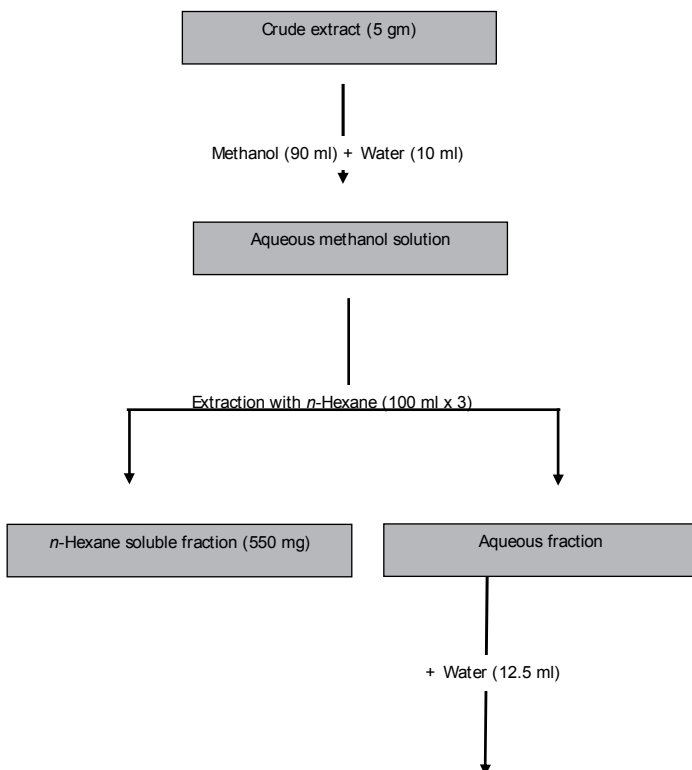 Crude extract (5 gm)
Methanol (90 ml) + Water (10 ml)
Aqueous methanol solution
Extraction with n-Hexane (100 ml x 3)
n-Hexane soluble fraction (550 mg)
Aqueous fraction
+ Water (12.5 ml)